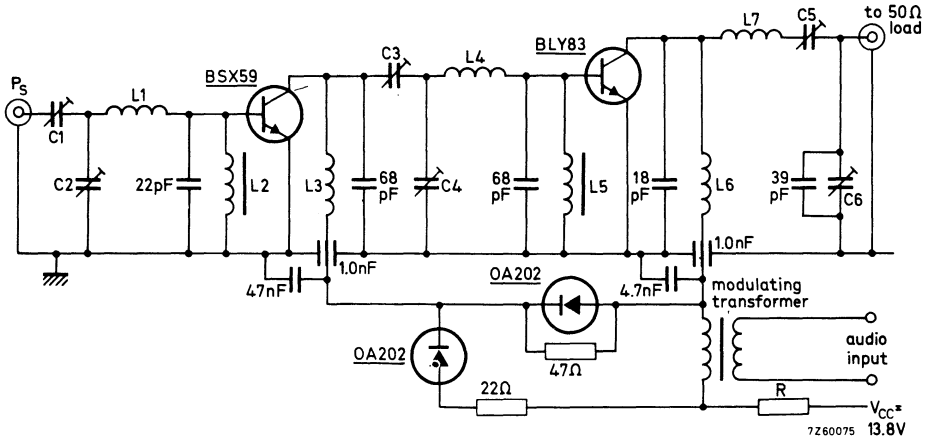 to 50Ω
load
L7
C5
C3
L4
BLY83
BSX59
PS
L1
C1
C2
22pF
L2
L3
68
pF
C4
68
pF
L5
18
pF
L6
39
pF
C6
1.0nF
1.0nF
47nF
4.7nF
OA202
modulating
transformer
OA202
47Ω
audio
input
22Ω
R
VCC=
13.8V
7Z60075